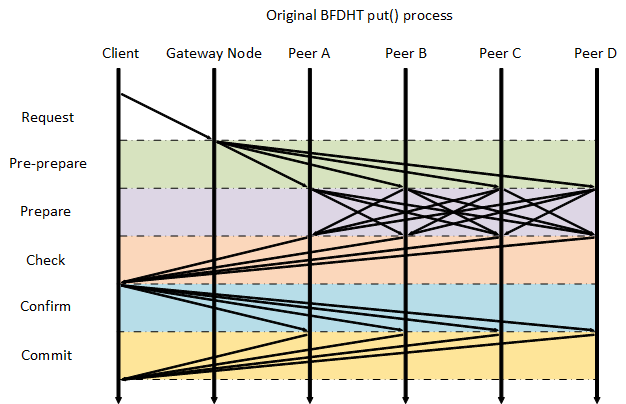 Original BFDHT put() process
Client Gateway Node Peer A Peer B Peer C Peer D
Request
Pre-prepare
Prepare
Check
Confirm
Commit